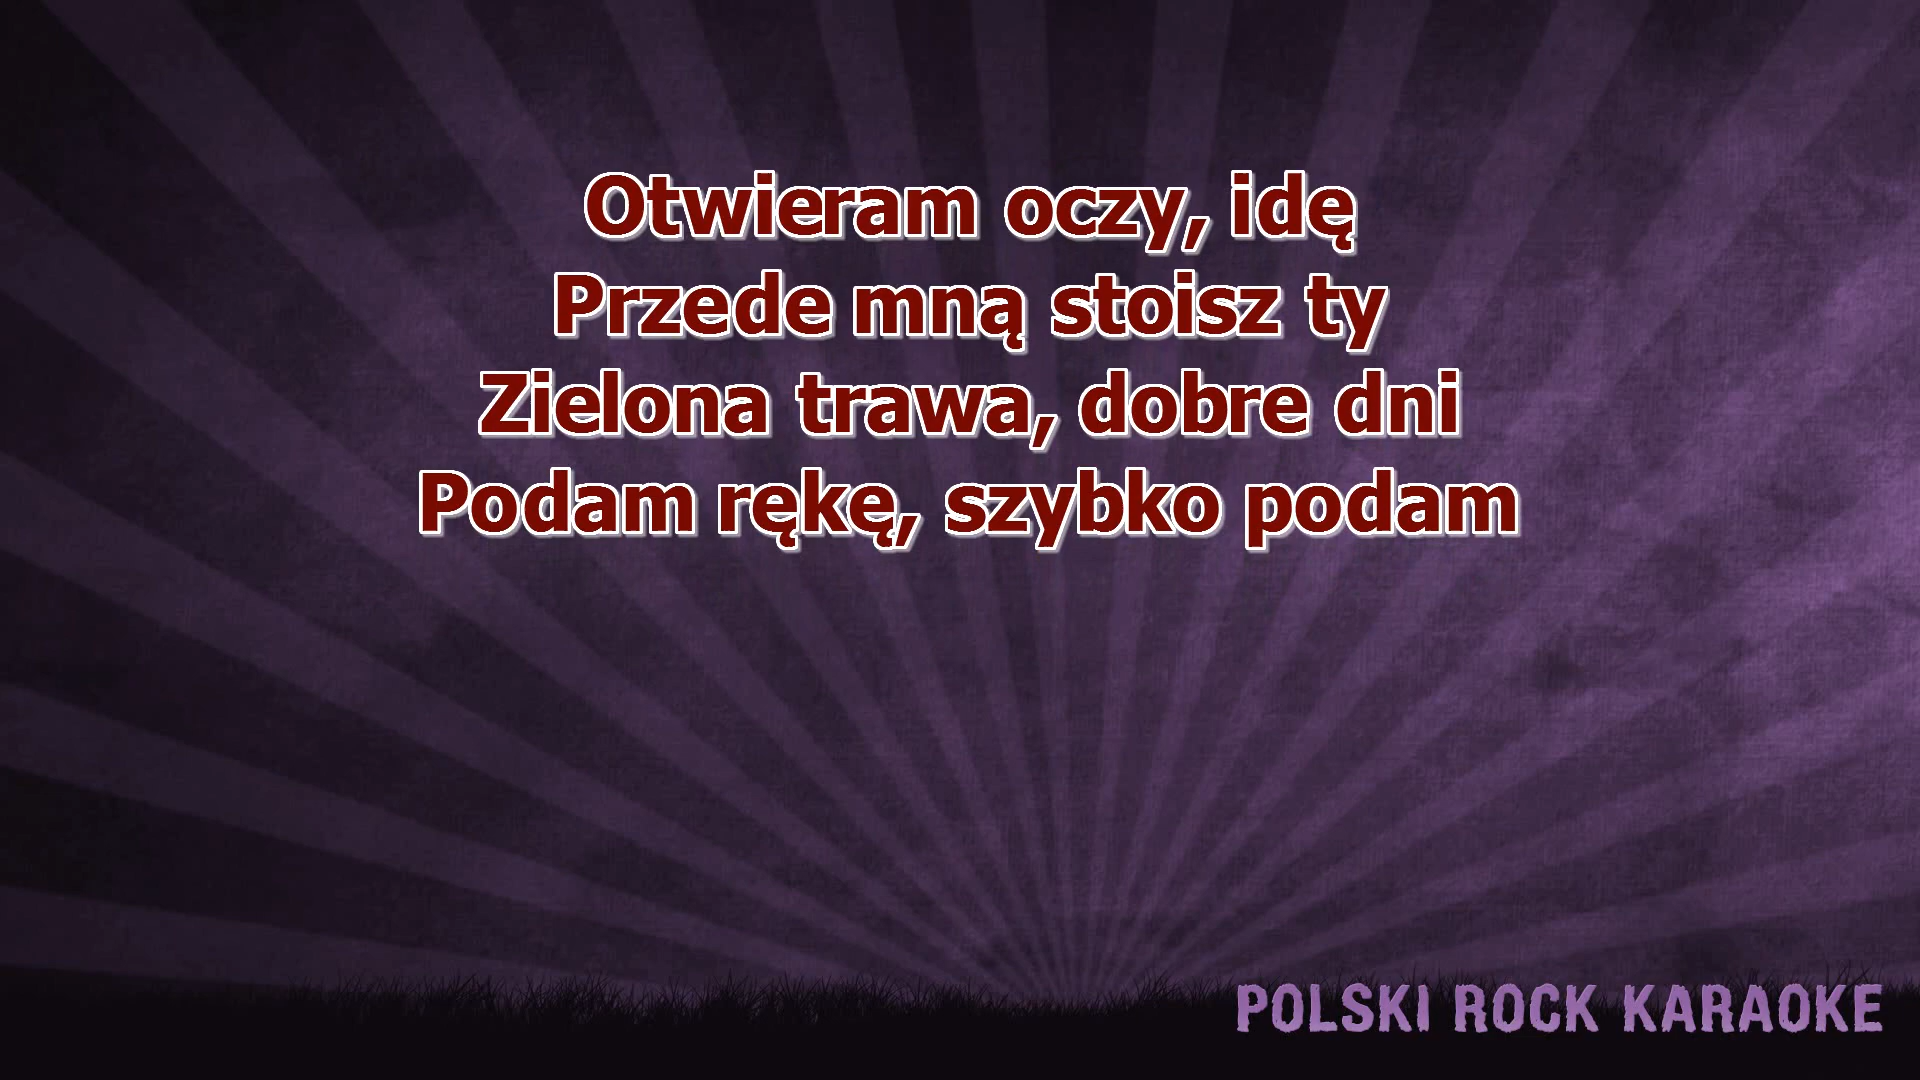 Otwieram oczy, idę
Przede mną stoisz ty
Zielona trawa, dobre dni
Podam rękę, szybko podam
POLSKI ROCK KARAOKE